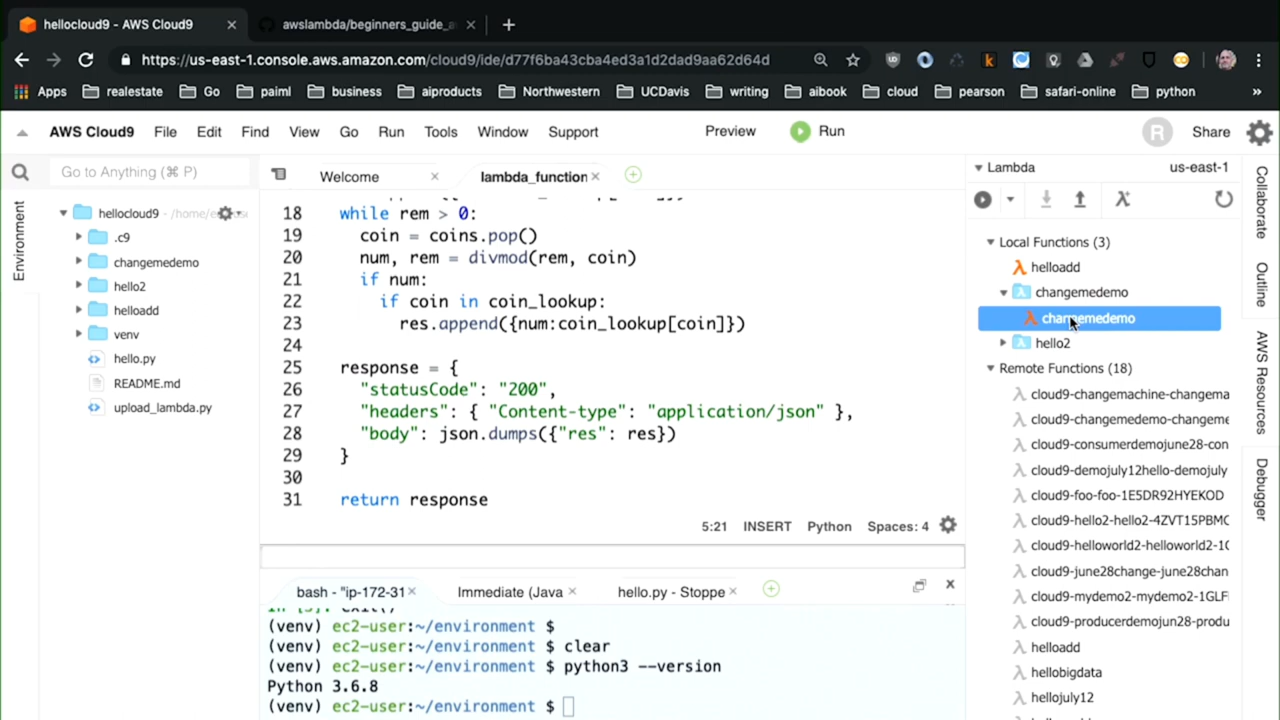 hellocloud9 - AWS Cloud9
awslambda/beginners_guide_a
https://us-east-1.console.aws.amazon.com/cloud9/ide/d77f6ba43cba4ed3a1d2dad9aa62d64d
Apps realestate Go paiml business aiproducts Northwestern UCDavis writing aibook cloud pearson safari-online python »
AWS Cloud9 File Edit Find View Go Run Tools Window Support Preview Run R Share
Go to Anything (⌘ P)
Environment
hellocloud9
.c9
changemedemo
hello2
helloadd
venv
hello.py
README.md
upload_lambda.py
Welcome
lambda_function
18 while rem > 0:
19 coin = coins.pop()
20 num, rem = divmod(rem, coin)
21 if num:
22 if coin in coin_lookup:
23 res.append({num:coin_lookup[coin]})
24
25 response = {
26 "statusCode": "200",
27 "headers": { "Content-type": "application/json" },
28 "body": json.dumps({"res": res})
29 }
30
31 return response
5:21 INSERT Python Spaces: 4
bash - "ip-172-31
Immediate (Java
hello.py - Stoppe
(venv) ec2-user:~/environment $
(venv) ec2-user:~/environment $ clear
(venv) ec2-user:~/environment $ python3 --version
Python 3.6.8
(venv) ec2-user:~/environment $
Lambda us-east-1
Local Functions (3)
helloadd
changemedemo
changemedemo
hello2
Remote Functions (18)
cloud9-changemachine-changema
cloud9-changemedemo-changeme
cloud9-consumerdemojune28-con
cloud9-demojuly12hello-demojuly
cloud9-foo-foo-1E5DR92HYEKOD
cloud9-hello2-hello2-4ZVT15PBMC
cloud9-helloworld2-helloworld2-1C
cloud9-june28change-june28chan
cloud9-mydemo2-mydemo2-1GLF
cloud9-producerdemojun28-produ
helloadd
hellobigdata
hellojuly12
Collaborate
Outline
AWS Resources
Debugger